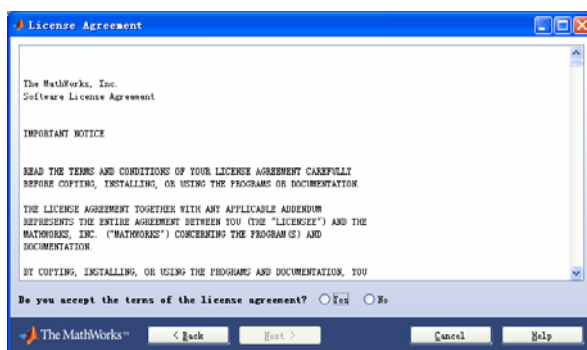 License Agreement
The MathWorks, Inc.
Software License Agreement
IMPORTANT NOTICE
READ THE TERMS AND CONDITIONS OF YOUR LICENSE AGREEMENT CAREFULLY
BEFORE COPYING, INSTALLING, OR USING THE PROGRAMS OR DOCUMENTATION.
THE LICENSE AGREEMENT TOGETHER WITH ANY APPLICABLE ADDENDUM
REPRESENTS THE ENTIRE AGREEMENT BETWEEN YOU (THE "LICENSEE") AND THE
MATHWORKS, INC. ("MATHWORKS") CONCERNING THE PROGRAM(S) AND
DOCUMENTATION.
BY COPYING, INSTALLING, OR USING THE PROGRAMS AND DOCUMENTATION, YOU
Do you accept the terms of the license agreement? Yes No
The MathWorks™ < Back Next > Cancel Help